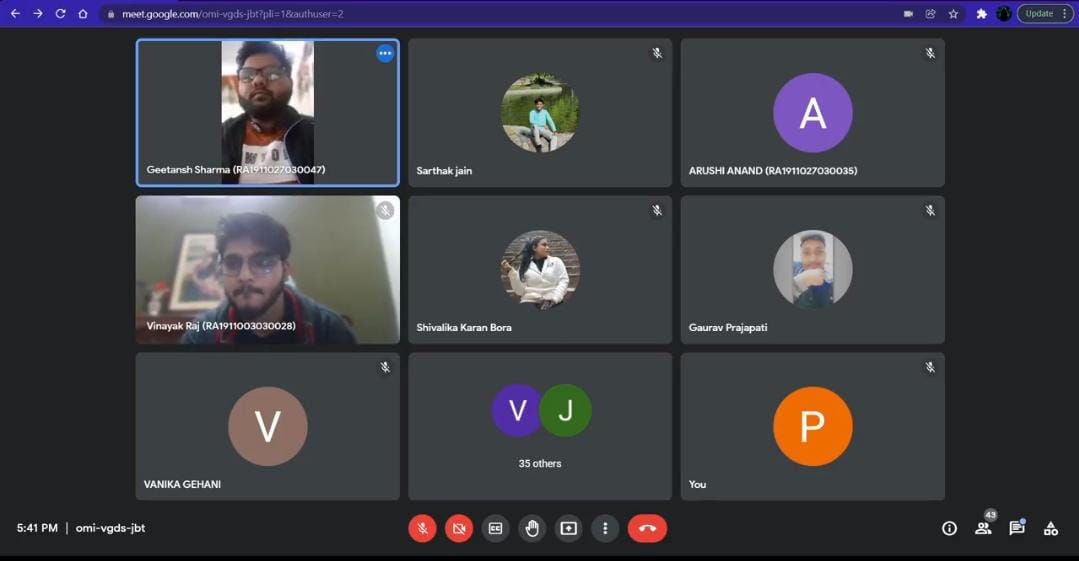 meet.google.com/omi-vgds-jbt?pli=1&authuser=2
Update
Geetansh Sharma (RA1911027030047)
Sarthak jain
A
ARUSHI ANAND (RA1911027030035)
Vinayak Raj (RA1911003030028)
Shivalika Karan Bora
Gaurav Prajapati
V
VANIKA GEHANI
V J
35 others
P
You
5:41 PM | omi-vgds-jbt
CC
43